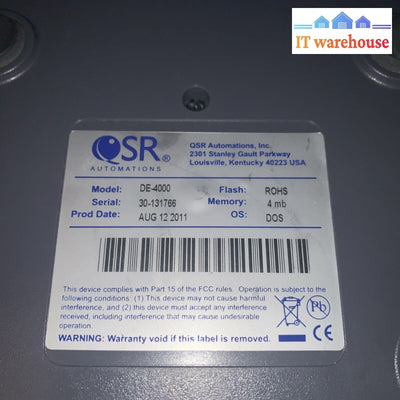 IT warehouse
QSR®
AUTOMATIONS
QSR Automations, Inc.
2301 Stanley Gault Parkway
Louisville, Kentucky 40223 USA
Model: DE-4000 Flash: ROHS
Serial: 30-131766 Memory: 4 mb
Prod Date: AUG 12 2011 OS: DOS
This device complies with Part 15 of the FCC rules. Operation is subject to the
following conditions: (1) This device may not cause harmful
interference, and (2) this device must accept any interference
received, including interference that may cause undesirable
operation.
Pb
CE
WARNING: Warranty void if this label is removed.